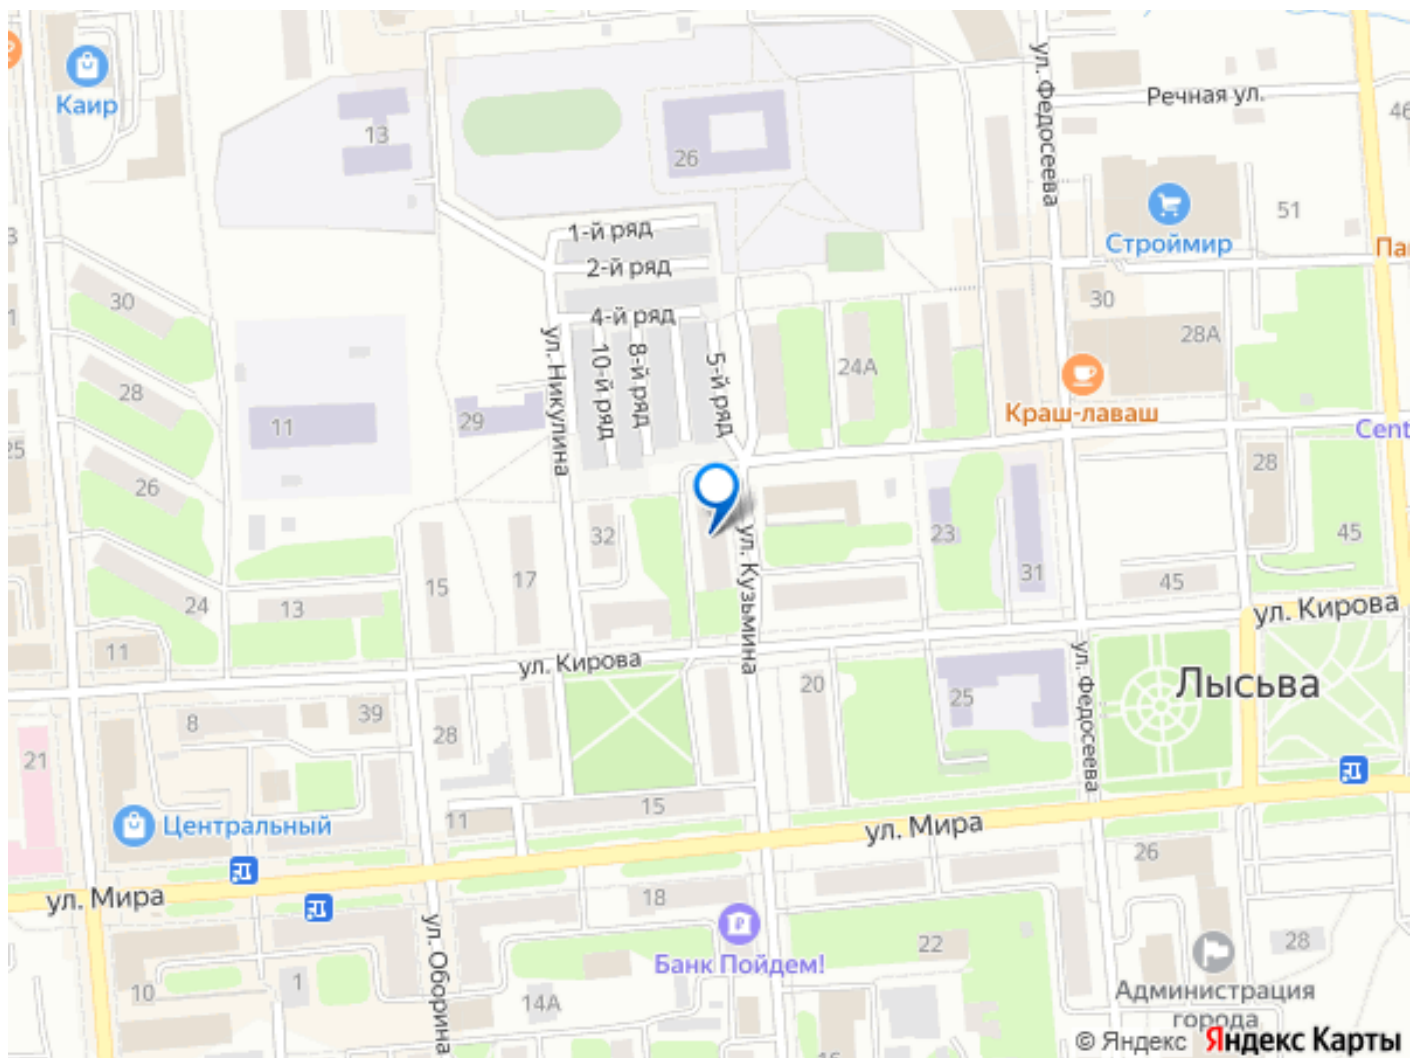 Каир
13
26
ул. Федосеева
Речная ул.
46
51
Строймир
1-й ряд
2-й ряд
4-й ряд
10-й ряд
8-й ряд
5-й ряд
30
28
26
24
11
29
ул. Никулина
24А
30
28А
Краш-лаваш
Cent
25
15
17
32
13
11
ул. Кузьмина
23
31
28
45
45
ул. Кирова
ул. Кирова
Лысьва
ул. Федосеева
8
39
28
20
25
21
Центральный
11
15
ул. Мира
ул. Мира
18
26
22
28
Банк Пойдем!
Администрация
города
10
1
14А
ул. Оборина
16
© Яндекс Яндекс Карты